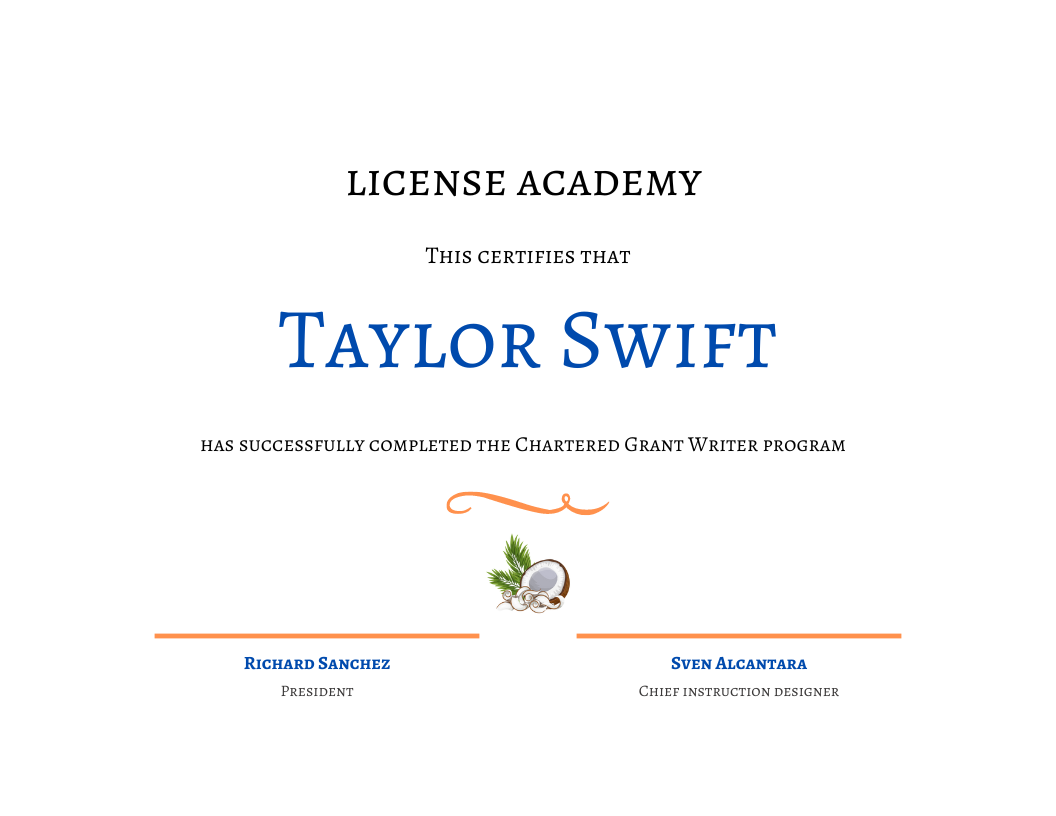 LICENSE ACADEMY
This certifies that
Taylor Swift
has successfully completed the Chartered Grant Writer program
Richard Sanchez
Sven Alcantara
President
Chief instruction designer